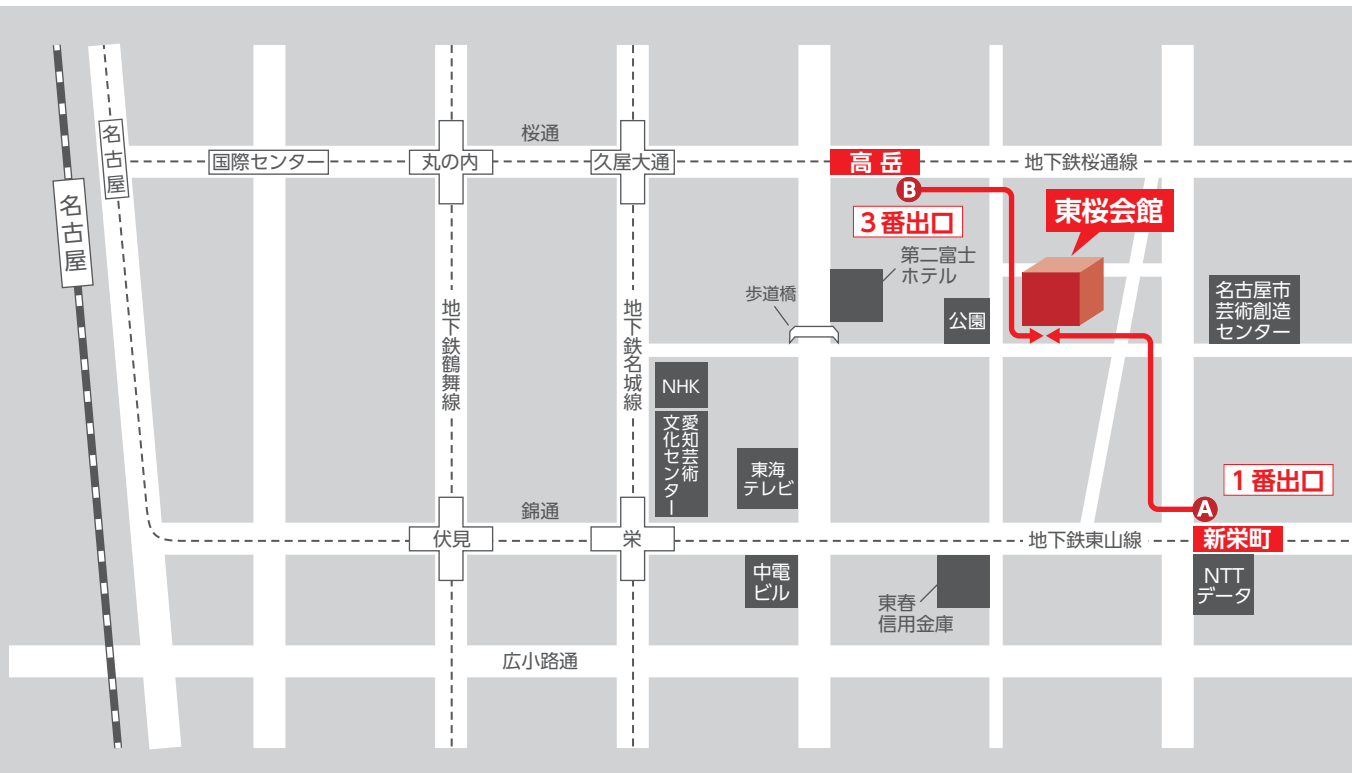 桜通
名古屋
国際センター
丸の内
久屋大通
高岳
地下鉄桜通線
B
3番出口
東桜会館
名古屋
第二富士
ホテル
歩道橋
公園
名古屋市
芸術創造
センター
地下鉄鶴舞線
地下鉄名城線
NHK
愛知芸術
文化センター
東海
テレビ
1番出口
A
錦通
伏見
栄
地下鉄東山線
新栄町
中電
ビル
東春
信用金庫
NTT
データ
広小路通